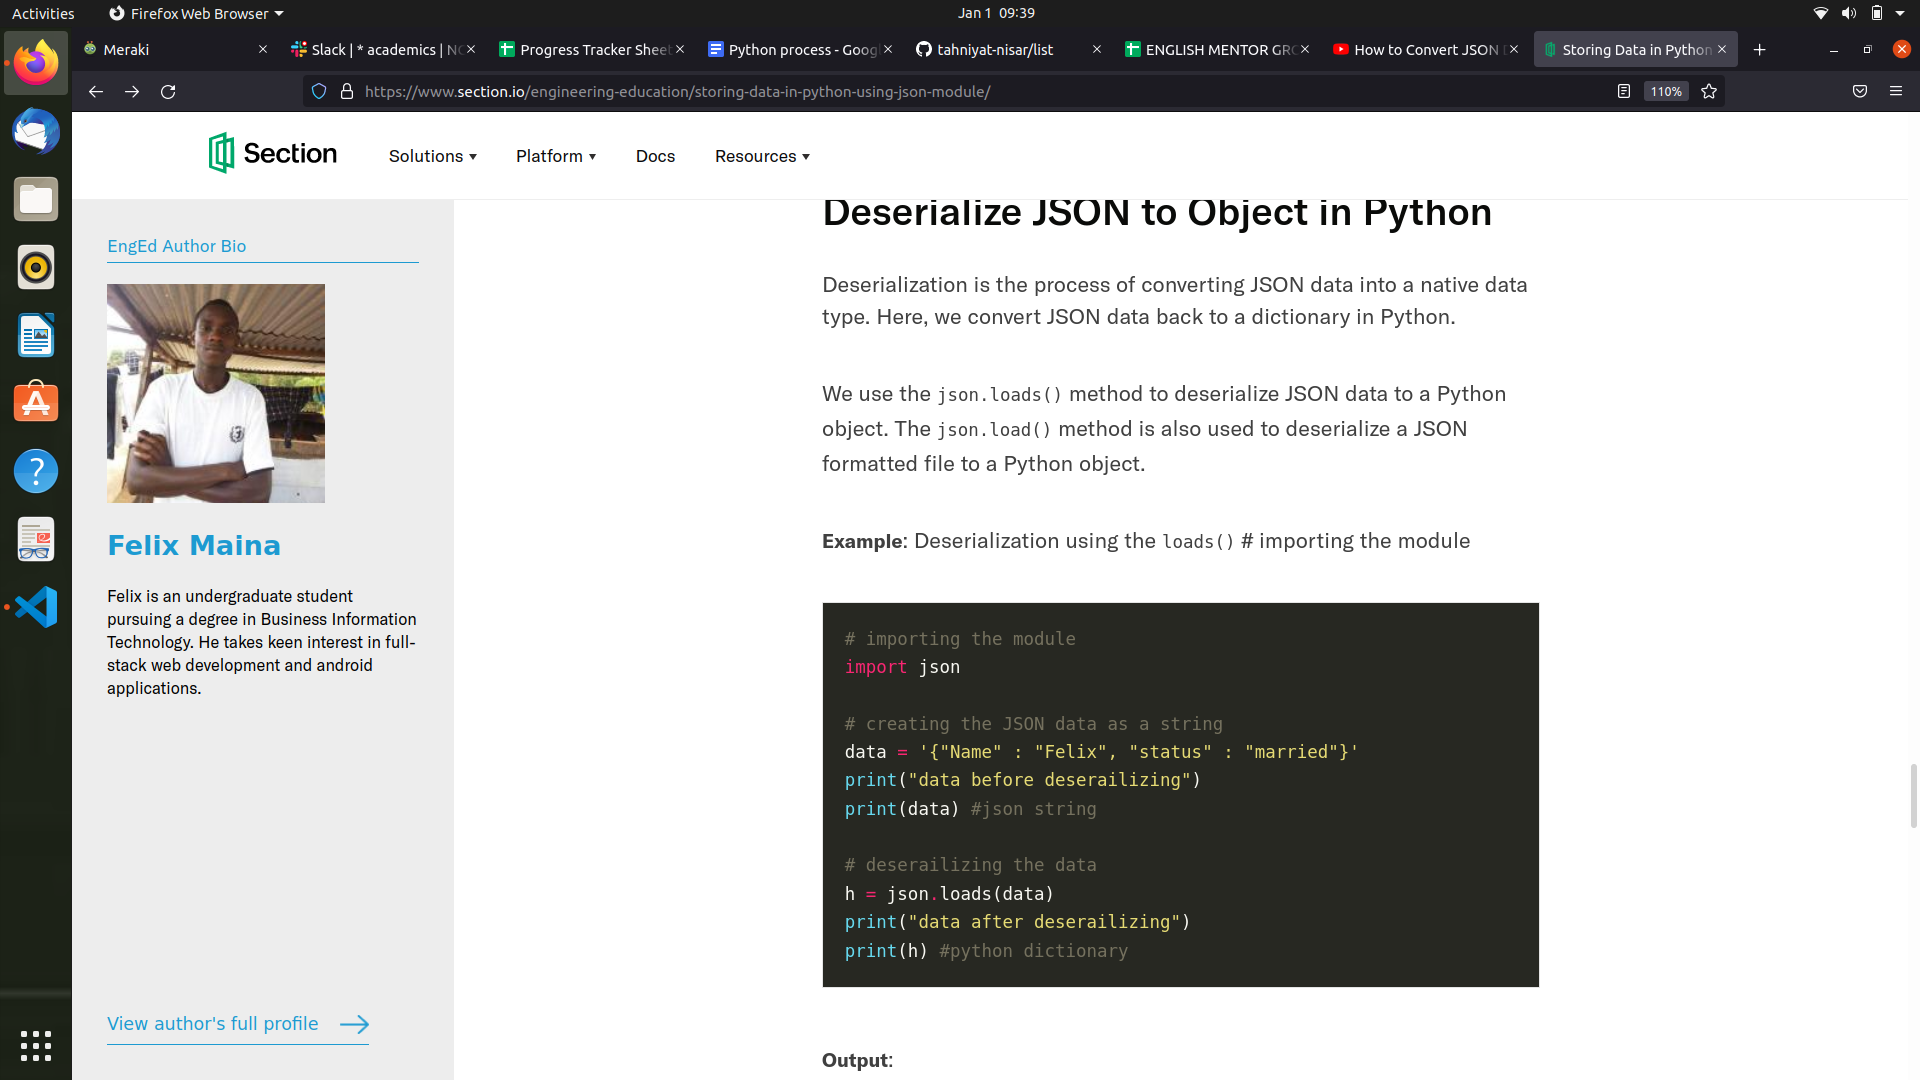 Activities
Firefox Web Browser
Jan 1 09:39
Meraki
Slack | * academics | NG
Progress Tracker Sheet
Python process - Goog
tahniyat-nisar/list
ENGLISH MENTOR GRO
How to Convert JSON
Storing Data in Python
https://www.section.io/engineering-education/storing-data-in-python-using-json-module/
110%
Section
Solutions
Platform
Docs
Resources
EngEd Author Bio
Felix Maina
Felix is an undergraduate student
pursuing a degree in Business Information
Technology. He takes keen interest in full-
stack web development and android
applications.
View author's full profile
Deserialize JSON to Object in Python
Deserialization is the process of converting JSON data into a native data
type. Here, we convert JSON data back to a dictionary in Python.
We use the json.loads() method to deserialize JSON data to a Python
object. The json.load() method is also used to deserialize a JSON
formatted file to a Python object.
Example: Deserialization using the loads() # importing the module
# importing the module
import json
# creating the JSON data as a string
data = '{"Name" : "Felix", "status" : "married"}'
print("data before deserailizing")
print(data) #json string
# deserailizing the data
h = json.loads(data)
print("data after deserailizing")
print(h) #python dictionary
Output: